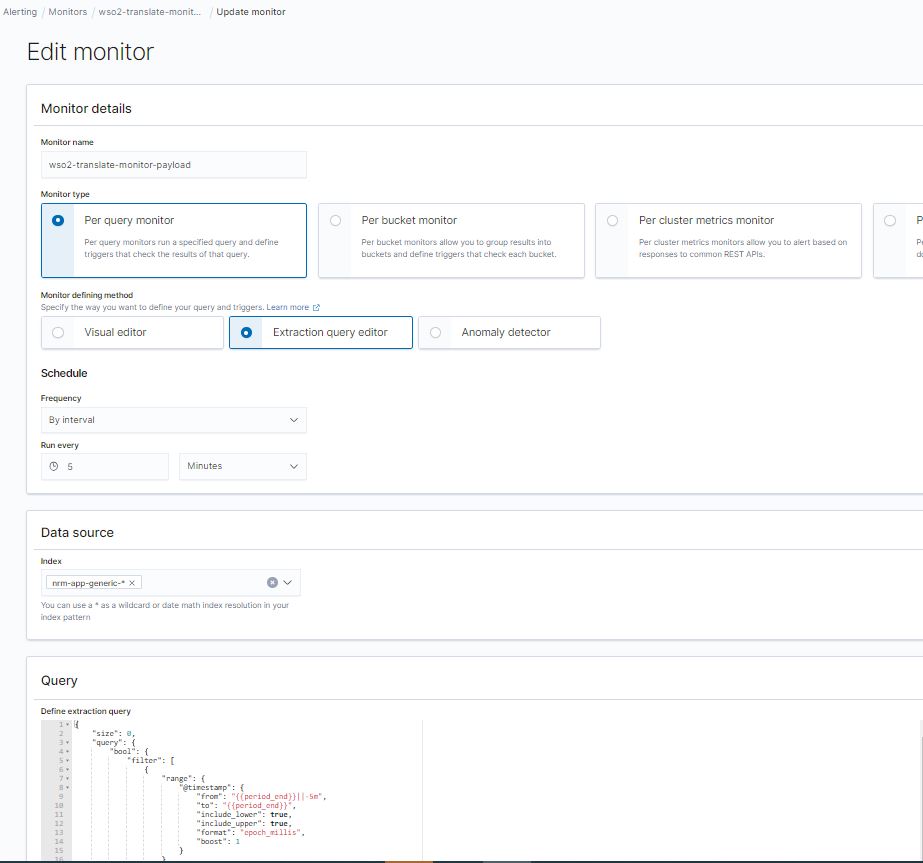 Alerting / Monitors / wso2-translate-monit... / Update monitor
Edit monitor
Monitor details
Monitor name
wso2-translate-monitor-payload
Monitor type
Per query monitor
Per query monitors run a specified query and define
triggers that check the results of that query.
Per bucket monitor
Per bucket monitors allow you to group results into
buckets and define triggers that check each bucket.
Per cluster metrics monitor
Per cluster metrics monitors allow you to alert based on
responses to common REST APIs.
Monitor defining method
Specify the way you want to define your query and triggers. Learn more
Visual editor
Extraction query editor
Anomaly detector
Schedule
Frequency
By interval
Run every
5
Minutes
Data source
Index
nrm-app-generic-* ×
You can use a * as a wildcard or date math index resolution in your
index pattern
Query
Define extraction query
1 {
2 "size": 0,
3 "query": {
4 "bool": {
5 "filter": [
6 {
7 "range": {
8 "@timestamp": {
9 "from": "{{period_end}}||-5m",
10 "to": "{{period_end}}",
11 "include_lower": true,
12 "include_upper": true,
13 "format": "epoch_millis",
14 "boost": 1
15 }
16 }